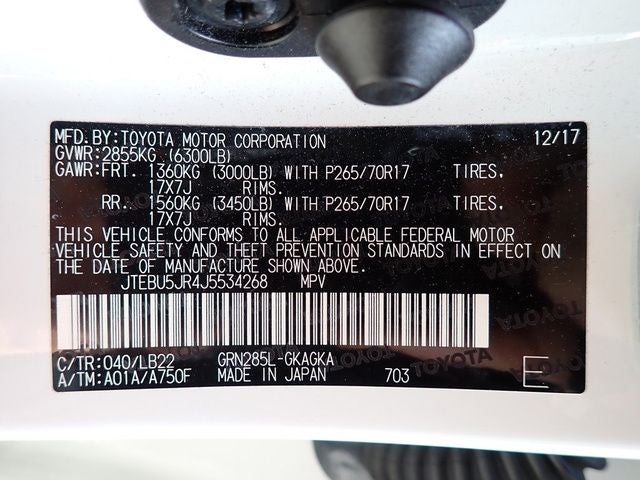 MFD.BY:TOYOTA MOTOR CORPORATION 12/17
GVWR:2855KG (6300LB)
GAWR:FRT. 1360KG (3000LB) WITH P265/70R17 TIRES.
17X7J RIMS.
RR. 1560KG (3450LB) WITH P265/70R17 TIRES.
17X7J RIMS.
THIS VEHICLE CONFORMS TO ALL APPLICABLE FEDERAL MOTOR
VEHICLE SAFETY AND THEFT PREVENTION STANDARDS IN EFFECT ON
THE DATE OF MANUFACTURE SHOWN ABOVE.
JTEBU5JR4J5534268 MPV
C/TR:040/LB22 GRN285L-GKAGKA
A/TM:A01A/A750F MADE IN JAPAN 703 E